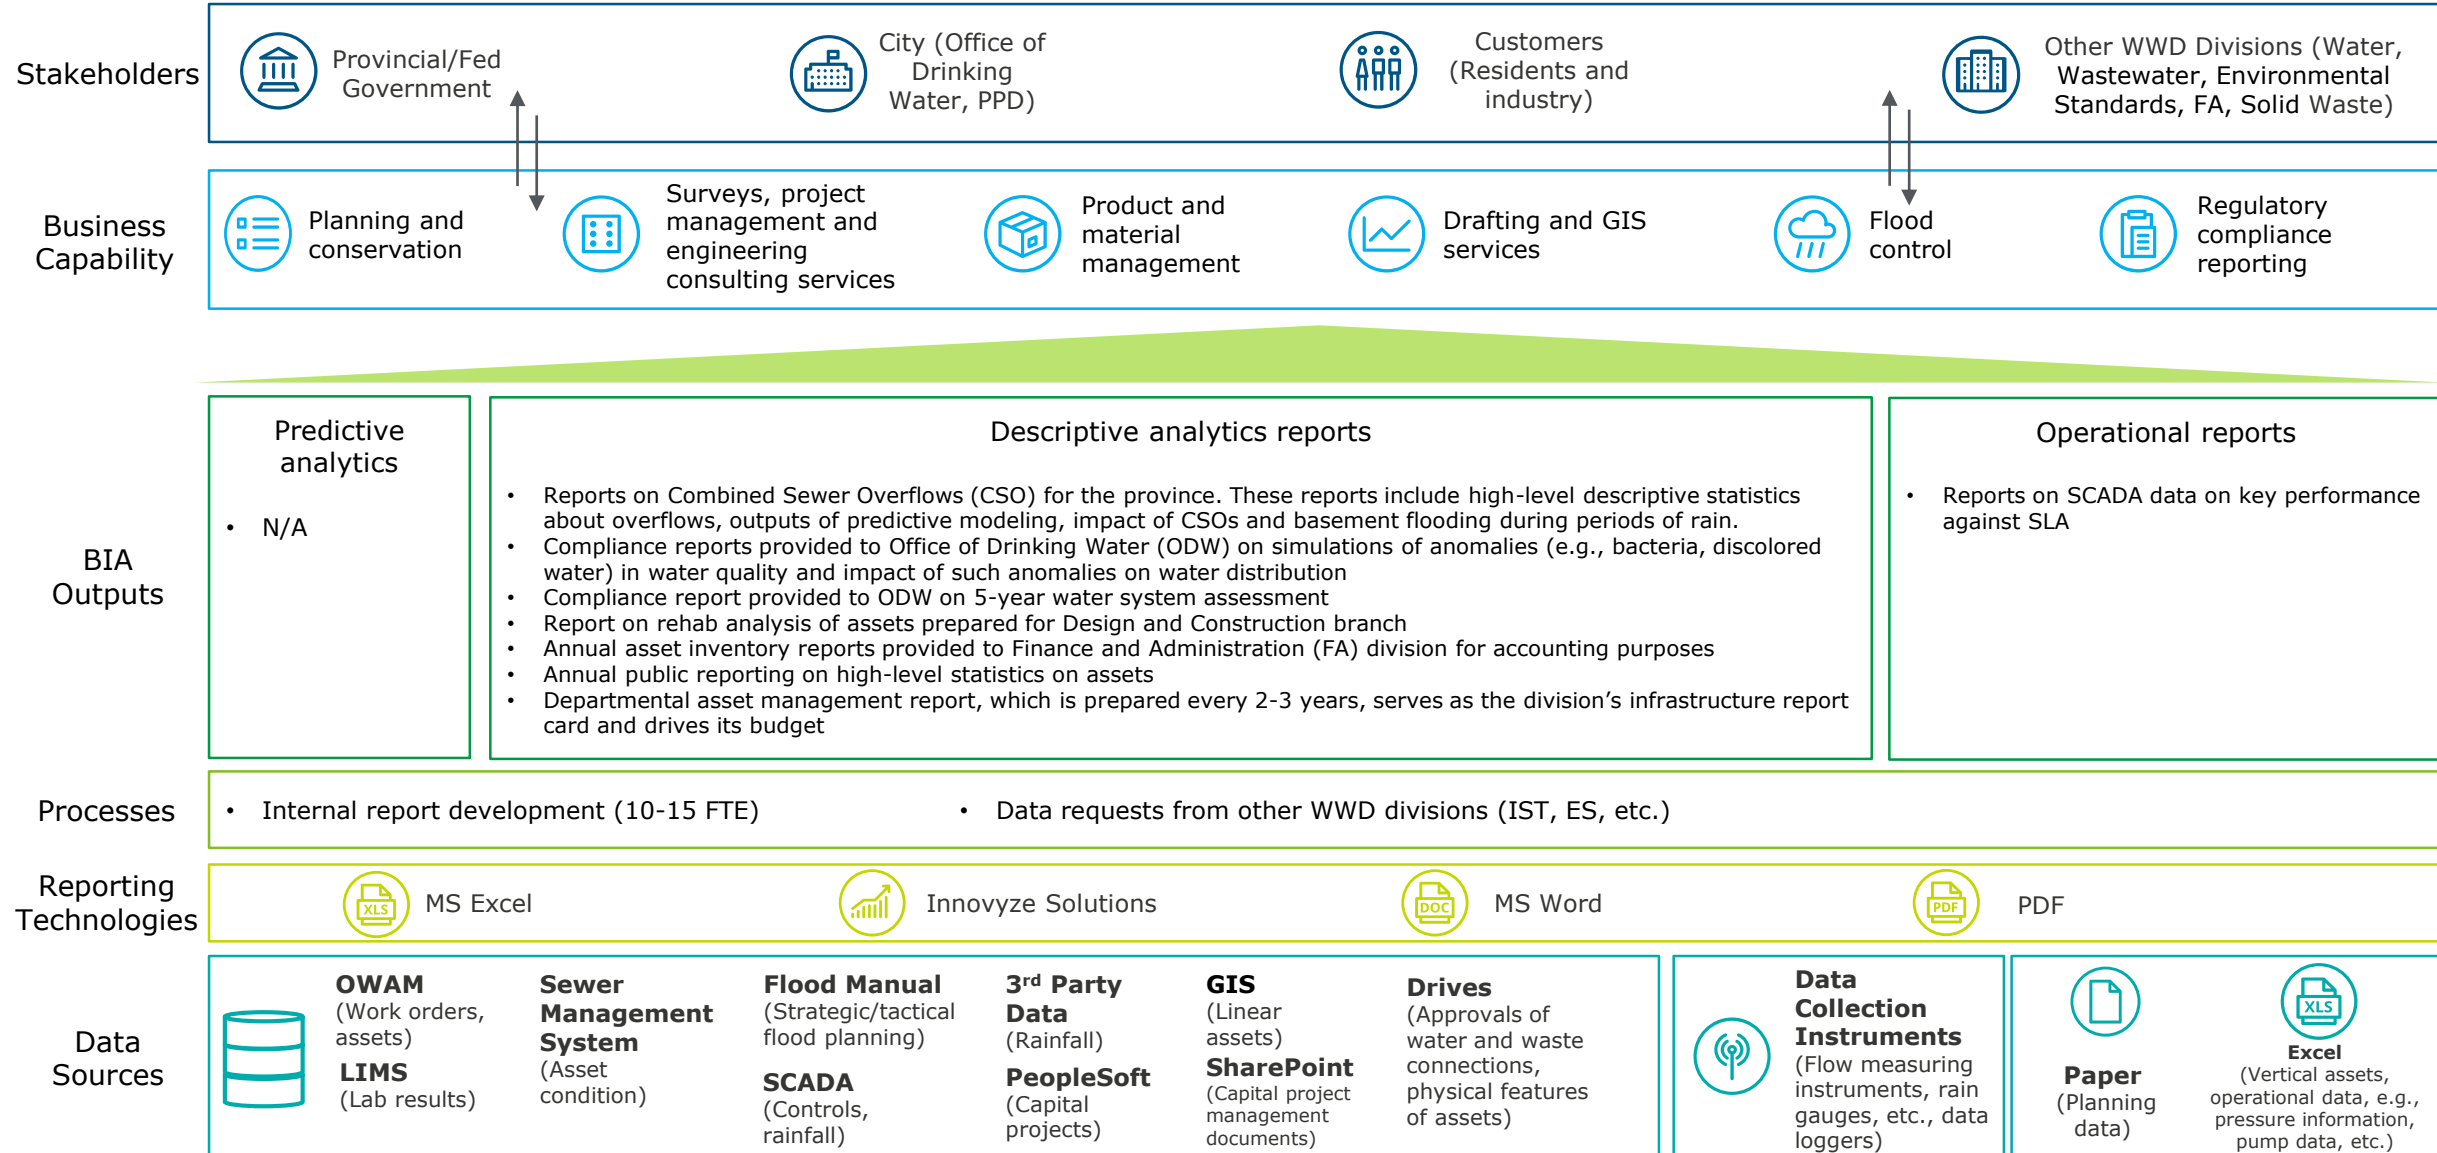 Stakeholders
Provincial/Fed
Government
City (Office of
Drinking
Water, PPD)
Customers
(Residents and
industry)
Other WWD Divisions (Water,
Wastewater, Environmental
Standards, FA, Solid Waste)
Business
Capability
Planning and
conservation
Surveys, project
management and
engineering
consulting services
Product and
material
management
Drafting and GIS
services
Flood
control
Regulatory
compliance
reporting
BIA
Outputs
Predictive
analytics
• N/A
Descriptive analytics reports
• Reports on Combined Sewer Overflows (CSO) for the province. These reports include high-level descriptive statistics
about overflows, outputs of predictive modeling, impact of CSOs and basement flooding during periods of rain.
• Compliance reports provided to Office of Drinking Water (ODW) on simulations of anomalies (e.g., bacteria, discolored
water) in water quality and impact of such anomalies on water distribution
• Compliance report provided to ODW on 5-year water system assessment
• Report on rehab analysis of assets prepared for Design and Construction branch
• Annual asset inventory reports provided to Finance and Administration (FA) division for accounting purposes
• Annual public reporting on high-level statistics on assets
• Departmental asset management report, which is prepared every 2-3 years, serves as the division’s infrastructure report
card and drives its budget
Operational reports
• Reports on SCADA data on key performance
against SLA
Processes
• Internal report development (10-15 FTE)
• Data requests from other WWD divisions (IST, ES, etc.)
Reporting
Technologies
XLS
MS Excel
Innovyze Solutions
DOC
MS Word
PDF
PDF
Data
Sources
OWAM
(Work orders,
assets)
LIMS
(Lab results)
Sewer
Management
System
(Asset
condition)
Flood Manual
(Strategic/tactical
flood planning)
SCADA
(Controls,
rainfall)
3rd Party
Data
(Rainfall)
PeopleSoft
(Capital
projects)
GIS
(Linear
assets)
SharePoint
(Capital project
management
documents)
Drives
(Approvals of
water and waste
connections,
physical features
of assets)
Data
Collection
Instruments
(Flow measuring
instruments, rain
gauges, etc., data
loggers)
Paper
(Planning
data)
XLS
Excel
(Vertical assets,
operational data, e.g.,
pressure information,
pump data, etc.)